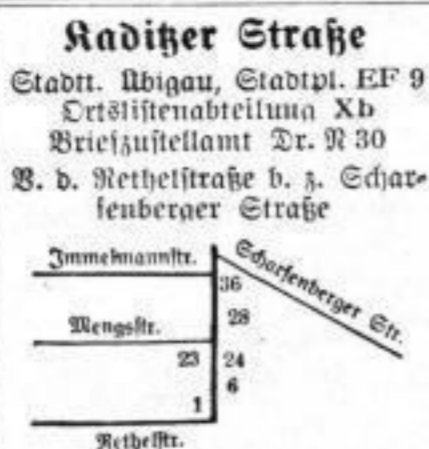 Kaditzer Straße
Stadtt. Übigau, Stadtpl. EF 9
Ortslistenabteilung Xb
Briefzustellamt Dr. N 30
V. d. Rethelstraße b. z. Schar-
fenberger Straße
Immelmannstr.
Scharfenberger Str.
36
28
Mengsstr.
23 24
6
1
Rethelstr.